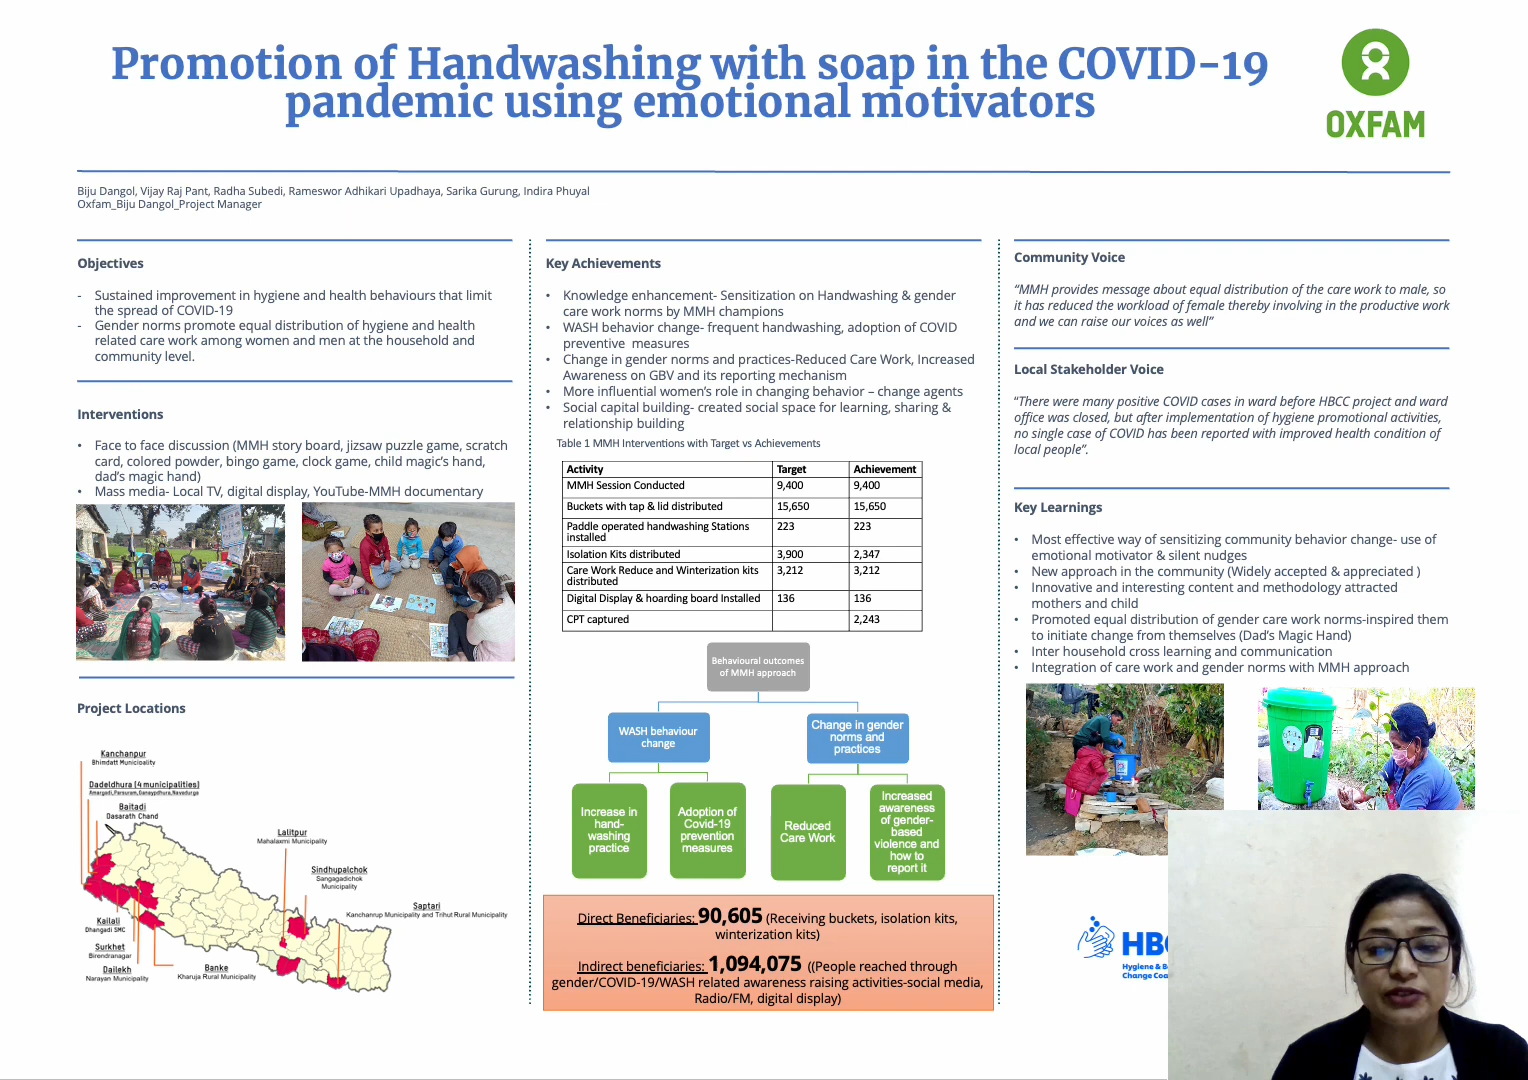 Promotion of Handwashing with soap in the COVID-19
pandemic using emotional motivators
OXFAM
Biju Dangol, Vijay Raj Pant, Radha Subedi, Rameswor Adhikari Upadhaya, Sarika Gurung, Indira Phuyal
Oxfam_Biju Dangol_Project Manager
Objectives
- Sustained improvement in hygiene and health behaviours that limit
the spread of COVID-19
- Gender norms promote equal distribution of hygiene and health
related care work among women and men at the household and
community level.
Interventions
• Face to face discussion (MMH story board, jizsaw puzzle game, scratch
card, colored powder, bingo game, clock game, child magic's hand,
dad's magic hand)
• Mass media- Local TV, digital display, YouTube-MMH documentary
Project Locations
Kanchanpur
Bhimdatt Municipality
Dadeldhura (4 municipalities)
Baitadi
Dasarath Chand
Lalitpur
Mahalaxmi Municipality
Sindhupalchok
Sangagadichok
Municipality
Saptari
Kanchanrup Municipality and Trihut Rural Municipality
Kailali
Dhangadi SMC
Surkhet
Birendranagar
Dailekh
Narayan Municipality
Banke
Kharuja Rural Municipality
Key Achievements
• Knowledge enhancement- Sensitization on Handwashing & gender
care work norms by MMH champions
• WASH behavior change- frequent handwashing, adoption of COVID
preventive measures
• Change in gender norms and practices-Reduced Care Work, Increased
Awareness on GBV and its reporting mechanism
• More influential women's role in changing behavior – change agents
• Social capital building- created social space for learning, sharing &
relationship building
Table 1 MMH Interventions with Target vs Achievements
Activity Target Achievement
MMH Session Conducted 9,400 9,400
Buckets with tap & lid distributed 15,650 15,650
Paddle operated handwashing Stations
installed 223 223
Isolation Kits distributed 3,900 2,347
Care Work Reduce and Winterization kits
distributed 3,212 3,212
Digital Display & hoarding board Installed 136 136
CPT captured 2,243
Behavioural outcomes
of MMH approach
WASH behaviour
change
Change in gender
norms and
practices
Increase in
hand-
washing
practice
Adoption of
Covid-19
prevention
measures
Reduced
Care Work
Increased
awareness
of gender-
based
violence and
how to
report it
Direct Beneficiaries: 90,605 (Receiving buckets, isolation kits,
winterization kits)
Indirect beneficiaries: 1,094,075 ((People reached through
gender/COVID-19/WASH related awareness raising activities-social media,
Radio/FM, digital display)
Community Voice
“MMH provides message about equal distribution of the care work to male, so
it has reduced the workload of female thereby involving in the productive work
and we can raise our voices as well”
Local Stakeholder Voice
“There were many positive COVID cases in ward before HBCC project and ward
office was closed, but after implementation of hygiene promotional activities,
no single case of COVID has been reported with improved health condition of
local people”.
Key Learnings
• Most effective way of sensitizing community behavior change- use of
emotional motivator & silent nudges
• New approach in the community (Widely accepted & appreciated )
• Innovative and interesting content and methodology attracted
mothers and child
• Promoted equal distribution of gender care work norms-inspired them
to initiate change from themselves (Dad's Magic Hand)
• Inter household cross learning and communication
• Integration of care work and gender norms with MMH approach
HB
Hygiene & B
Change Coa